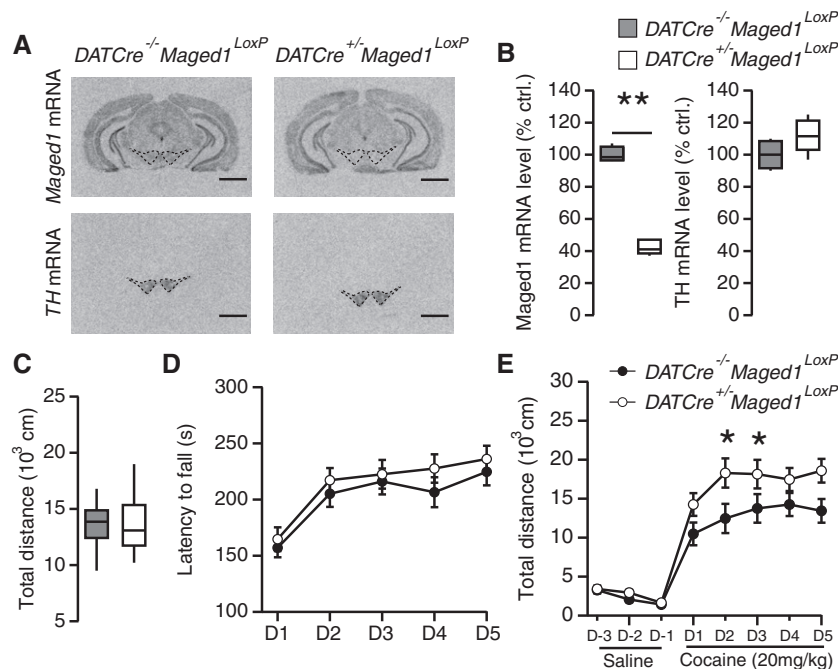 A
DATCre-/-Maged1LoxP
DATCre+/-Maged1LoxP
Maged1 mRNA
TH mRNA
B
DATCre-/-Maged1LoxP
DATCre+/-Maged1LoxP
Maged1 mRNA level (% ctrl.)
140
120
100
80
60
40
20
0
**
TH mRNA level (% ctrl.)
140
120
100
80
60
40
20
0
C
Total distance (10³ cm)
25
20
15
10
5
D
Latency to fall (s)
300
250
200
150
100
D1 D2 D3 D4 D5
E
DATCre-/-Maged1LoxP
DATCre+/-Maged1LoxP
Total distance (10³ cm)
30
25
20
15
10
5
0
* *
D-3 D-2 D-1 D1 D2 D3 D4 D5
Saline Cocaine (20mg/kg)